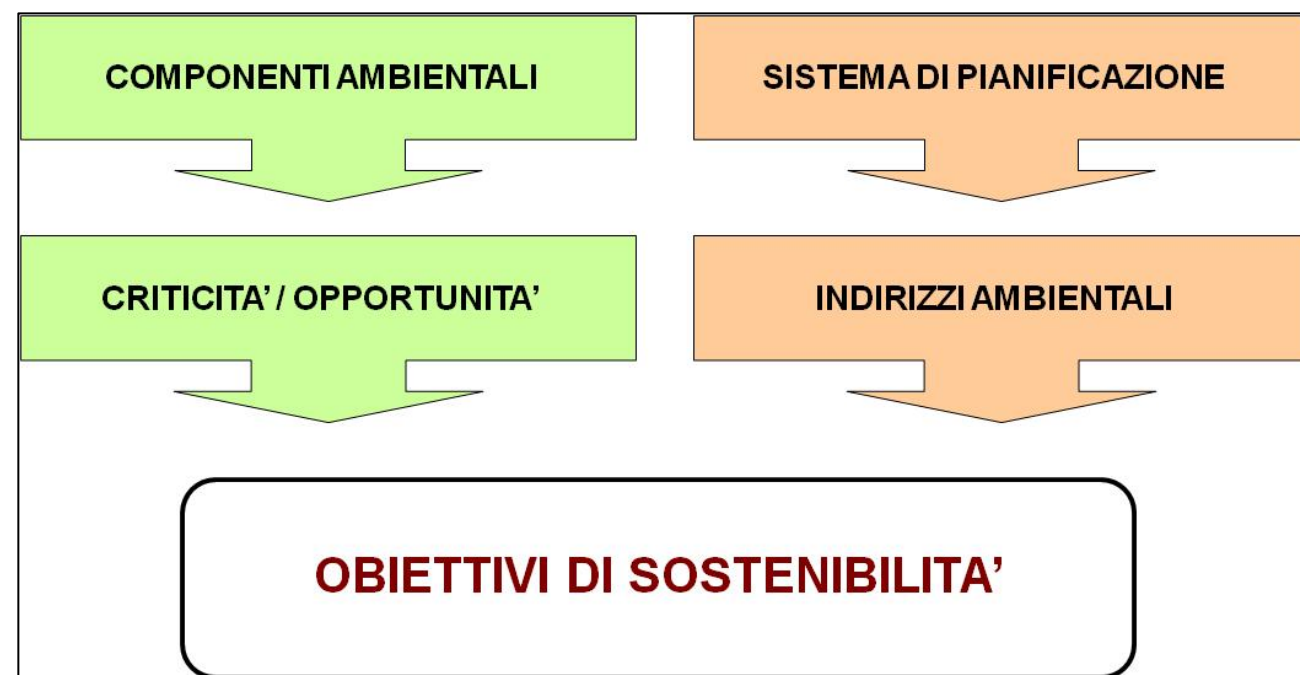 COMPONENTI AMBIENTALI
SISTEMA DI PIANIFICAZIONE
CRITICITA’ / OPPORTUNITA’
INDIRIZZI AMBIENTALI
OBIETTIVI DI SOSTENIBILITA’